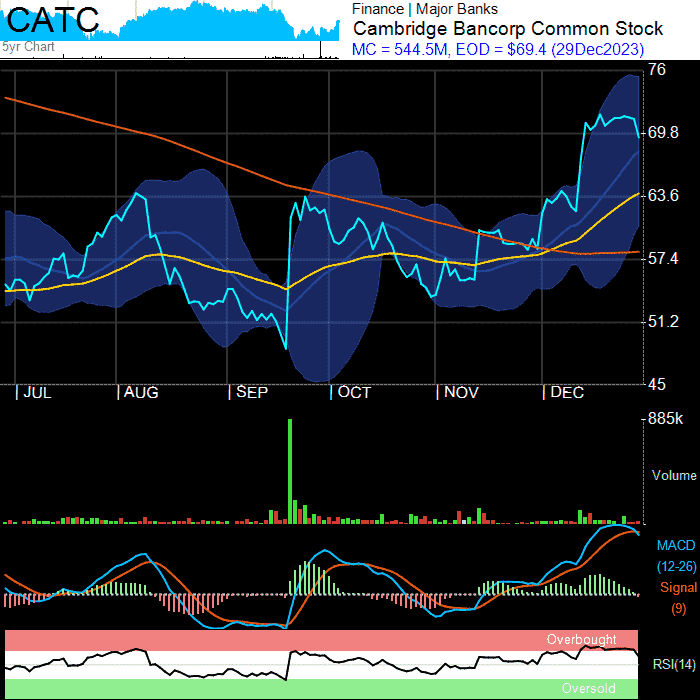 CATC
5yr Chart
Finance | Major Banks
Cambridge Bancorp Common Stock
MC = 544.5M, EOD = $69.4 (29Dec2023)
76
69.8
63.6
57.4
51.2
45
| JUL | AUG | SEP | OCT | NOV | DEC
885k
Volume
MACD
(12-26)
Signal
(9)
Overbought
RSI(14)
Oversold